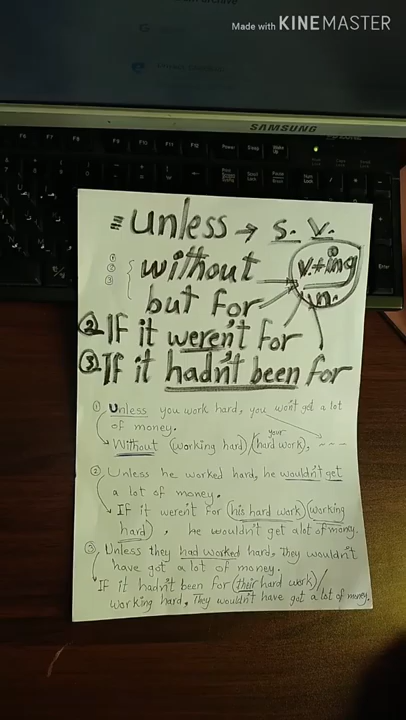 Made with KINEMASTER
SAMSUNG
≡ unless → S. V.
① ② ③ { without
but for
V.+ing
n.
② IF it weren't for
③ IF it hadn't been for
① Unless you work hard, you won't get a lot
of money.
your
Without (working hard)/(hard work), ----
② Unless he worked hard, he wouldn't get
a lot of money.
If it weren't for (his hard work)(working
hard), he wouldn't get alot of money.
③ Unless they had worked hard, They wouldn't
have got a lot of money.
If it hadn't been for (their hard work)/
working hard, They wouldn't have got a lot of money.